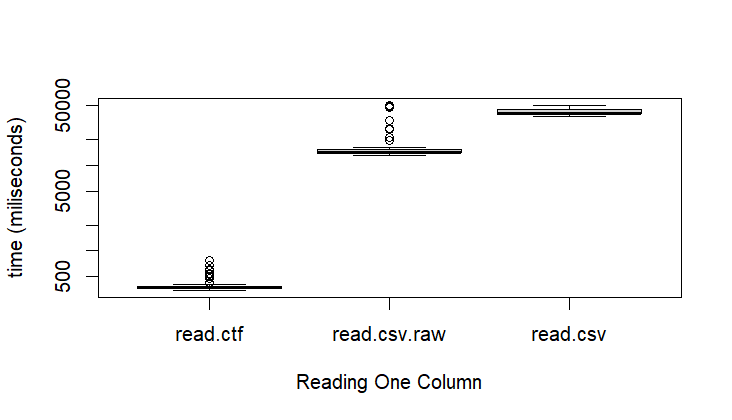 time (miliseconds)
50000
5000
500
read.ctf read.csv.raw read.csv
Reading One Column